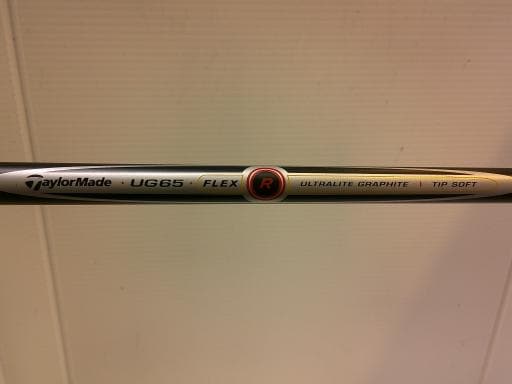 TaylorMade · UG65 · FLEX R ULTRALITE GRAPHITE \ TIP SOFT